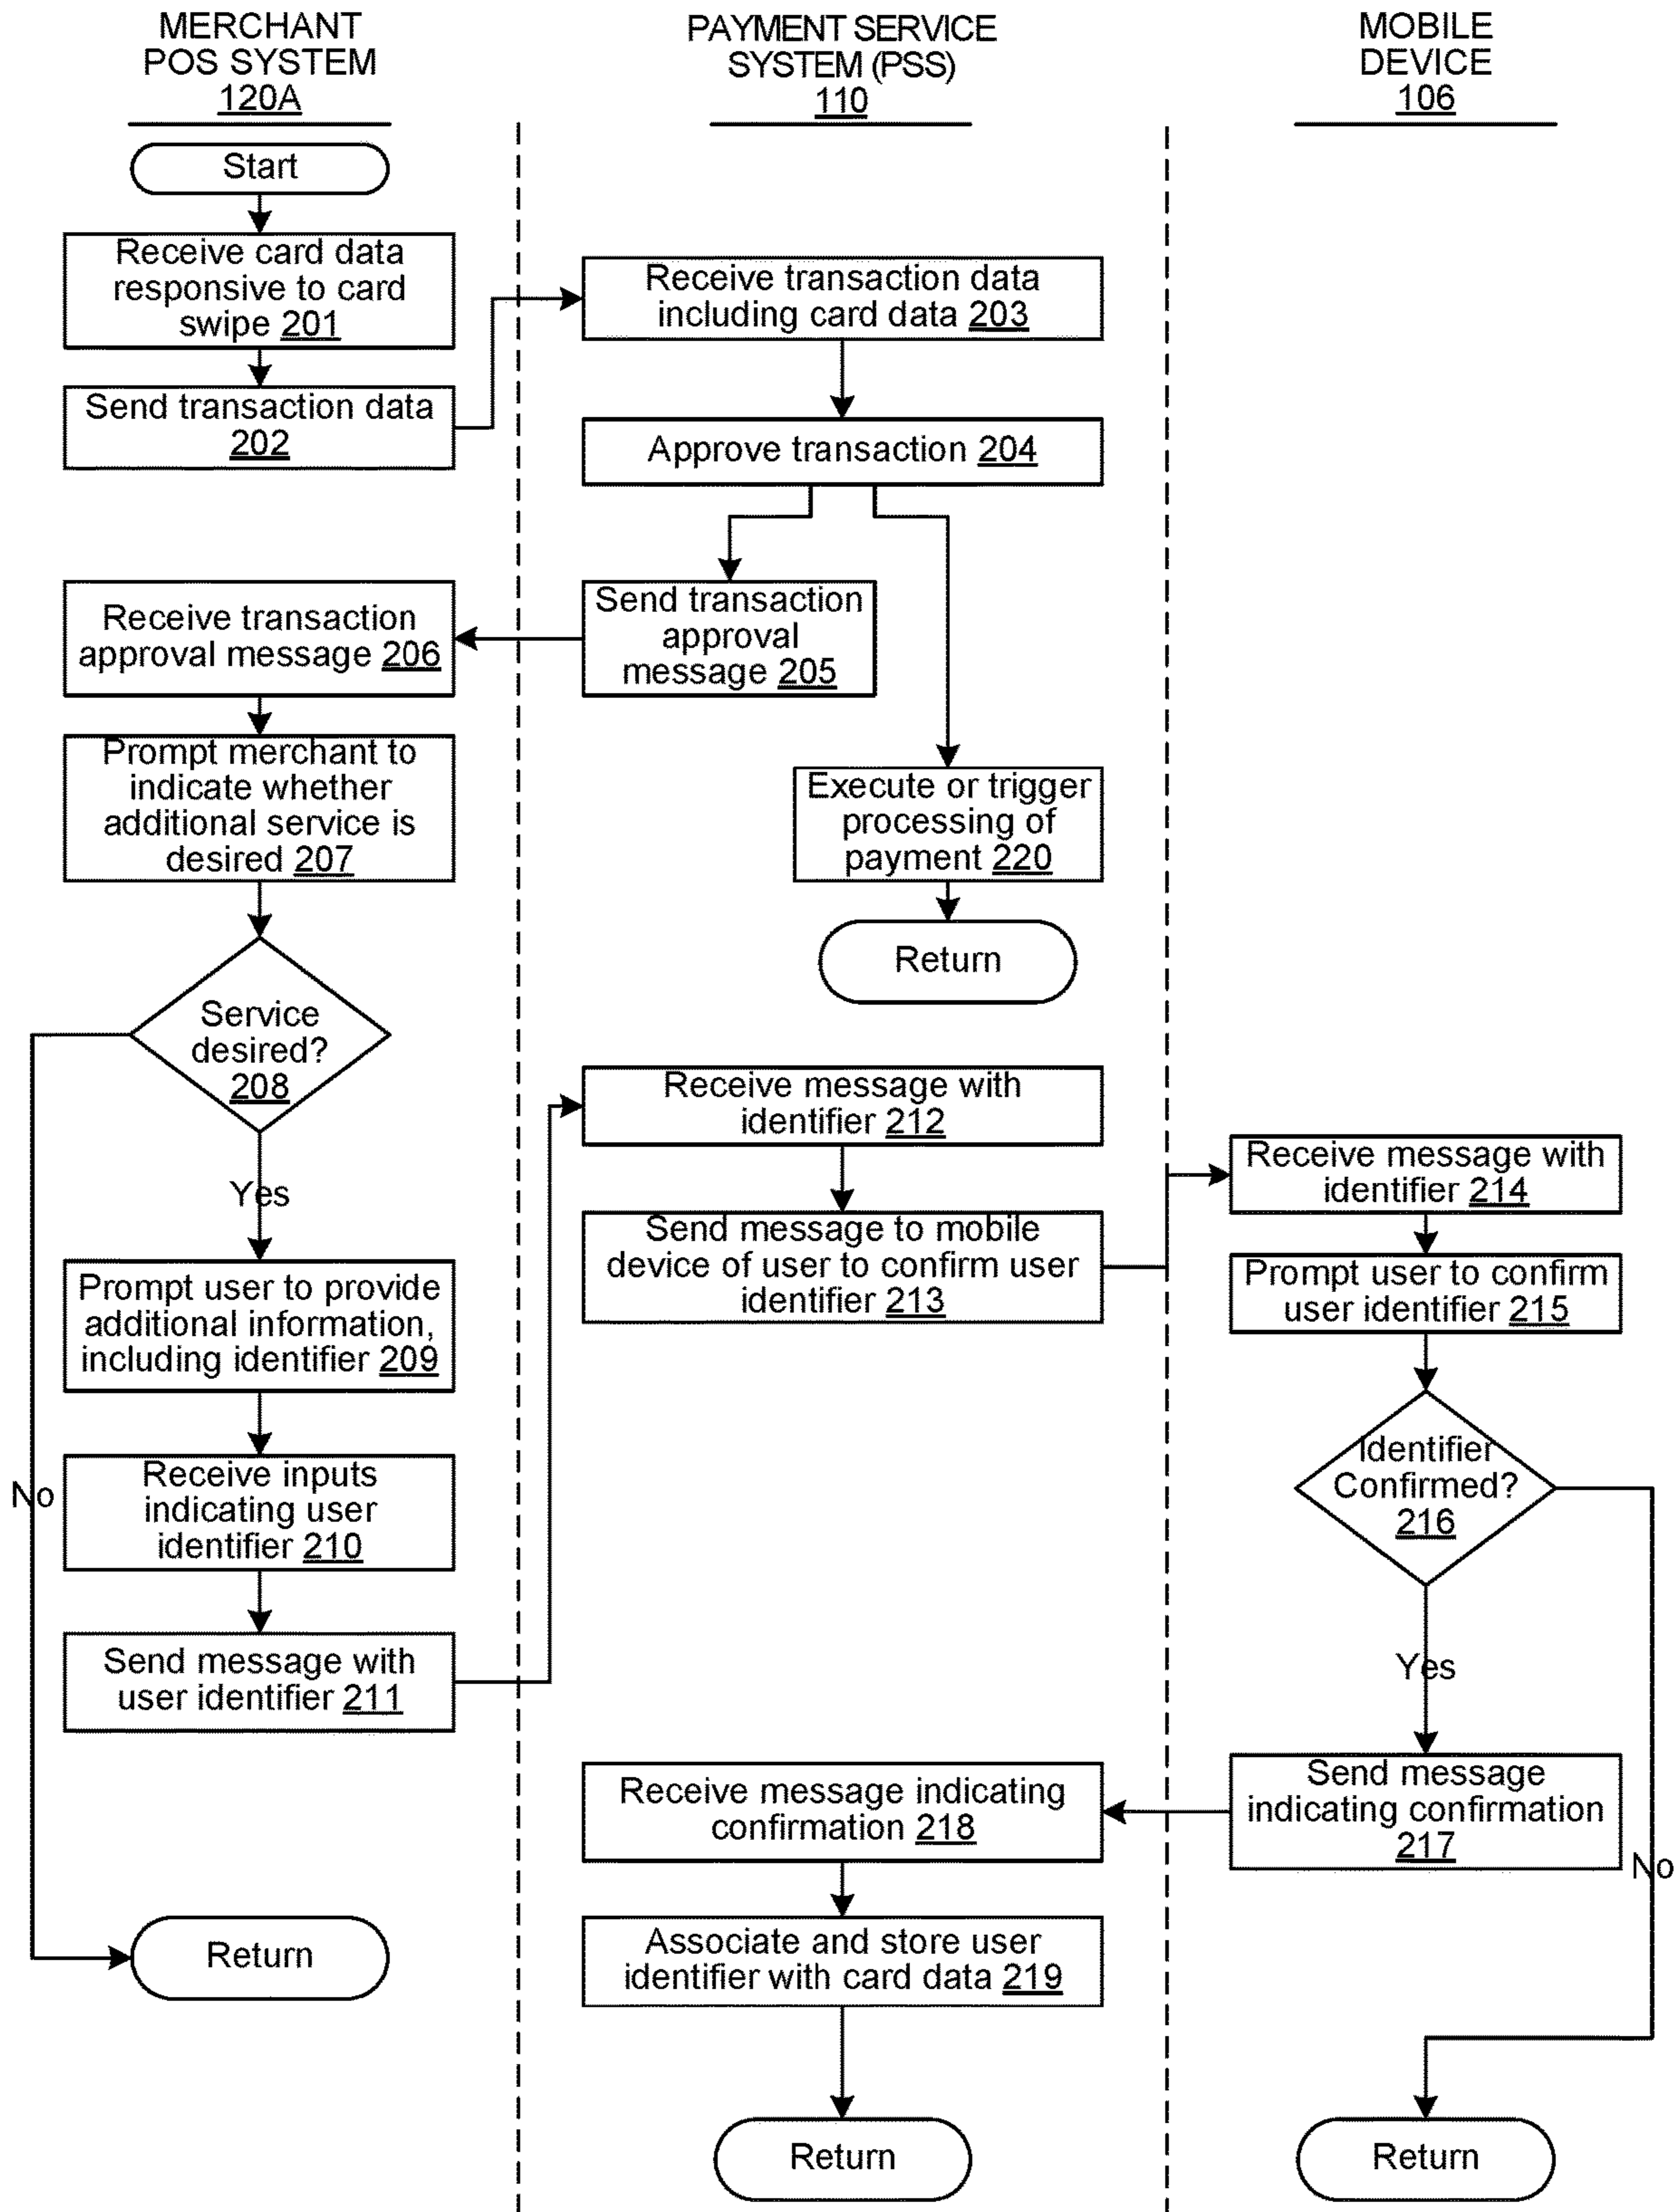 MERCHANT
POS SYSTEM
120A
Start
Receive card data
responsive to card
swipe 201
Send transaction data
202
Receive transaction
approval message 206
Prompt merchant to
indicate whether
additional service is
desired 207
Service
desired?
208
Yes
No
Prompt user to provide
additional information,
including identifier 209
Receive inputs
indicating user
identifier 210
Send message with
user identifier 211
Return
PAYMENT SERVICE
SYSTEM (PSS)
110
Receive transaction data
including card data 203
Approve transaction 204
Send transaction
approval
message 205
Execute or trigger
processing of
payment 220
Return
Receive message with
identifier 212
Send message to mobile
device of user to confirm user
identifier 213
Receive message indicating
confirmation 218
Associate and store user
identifier with card data 219
Return
MOBILE
DEVICE
106
Receive message with
identifier 214
Prompt user to confirm
user identifier 215
Identifier
Confirmed?
216
Yes
No
Send message
indicating confirmation
217
Return